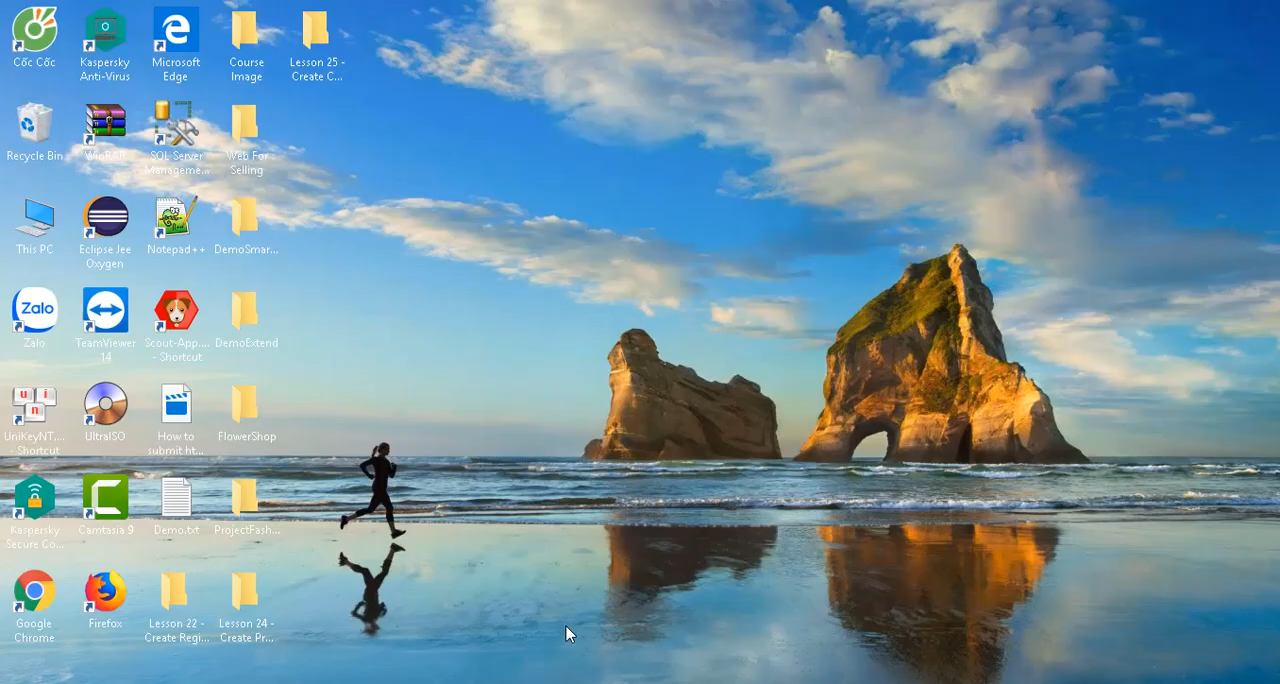 Cốc Cốc
Kaspersky
Anti-Virus
Microsoft
Edge
Course
Image
Lesson 25 -
Create C...
Recycle Bin
WinRAR
SQL Server
Manageme...
Web For
Selling
This PC
Eclipse Jee
Oxygen
Notepad++
DemoSmar...
Zalo
Zalo
TeamViewer
14
Scout-App....
- Shortcut
DemoExtend
u i
n
UniKeyNT....
- Shortcut
UltraISO
How to
submit ht...
FlowerShop
Kaspersky
Secure Co...
Camtasia 9
Demo.txt
ProjectFash...
Google
Chrome
Firefox
Lesson 22 -
Create Regi...
Lesson 24 -
Create Pr...